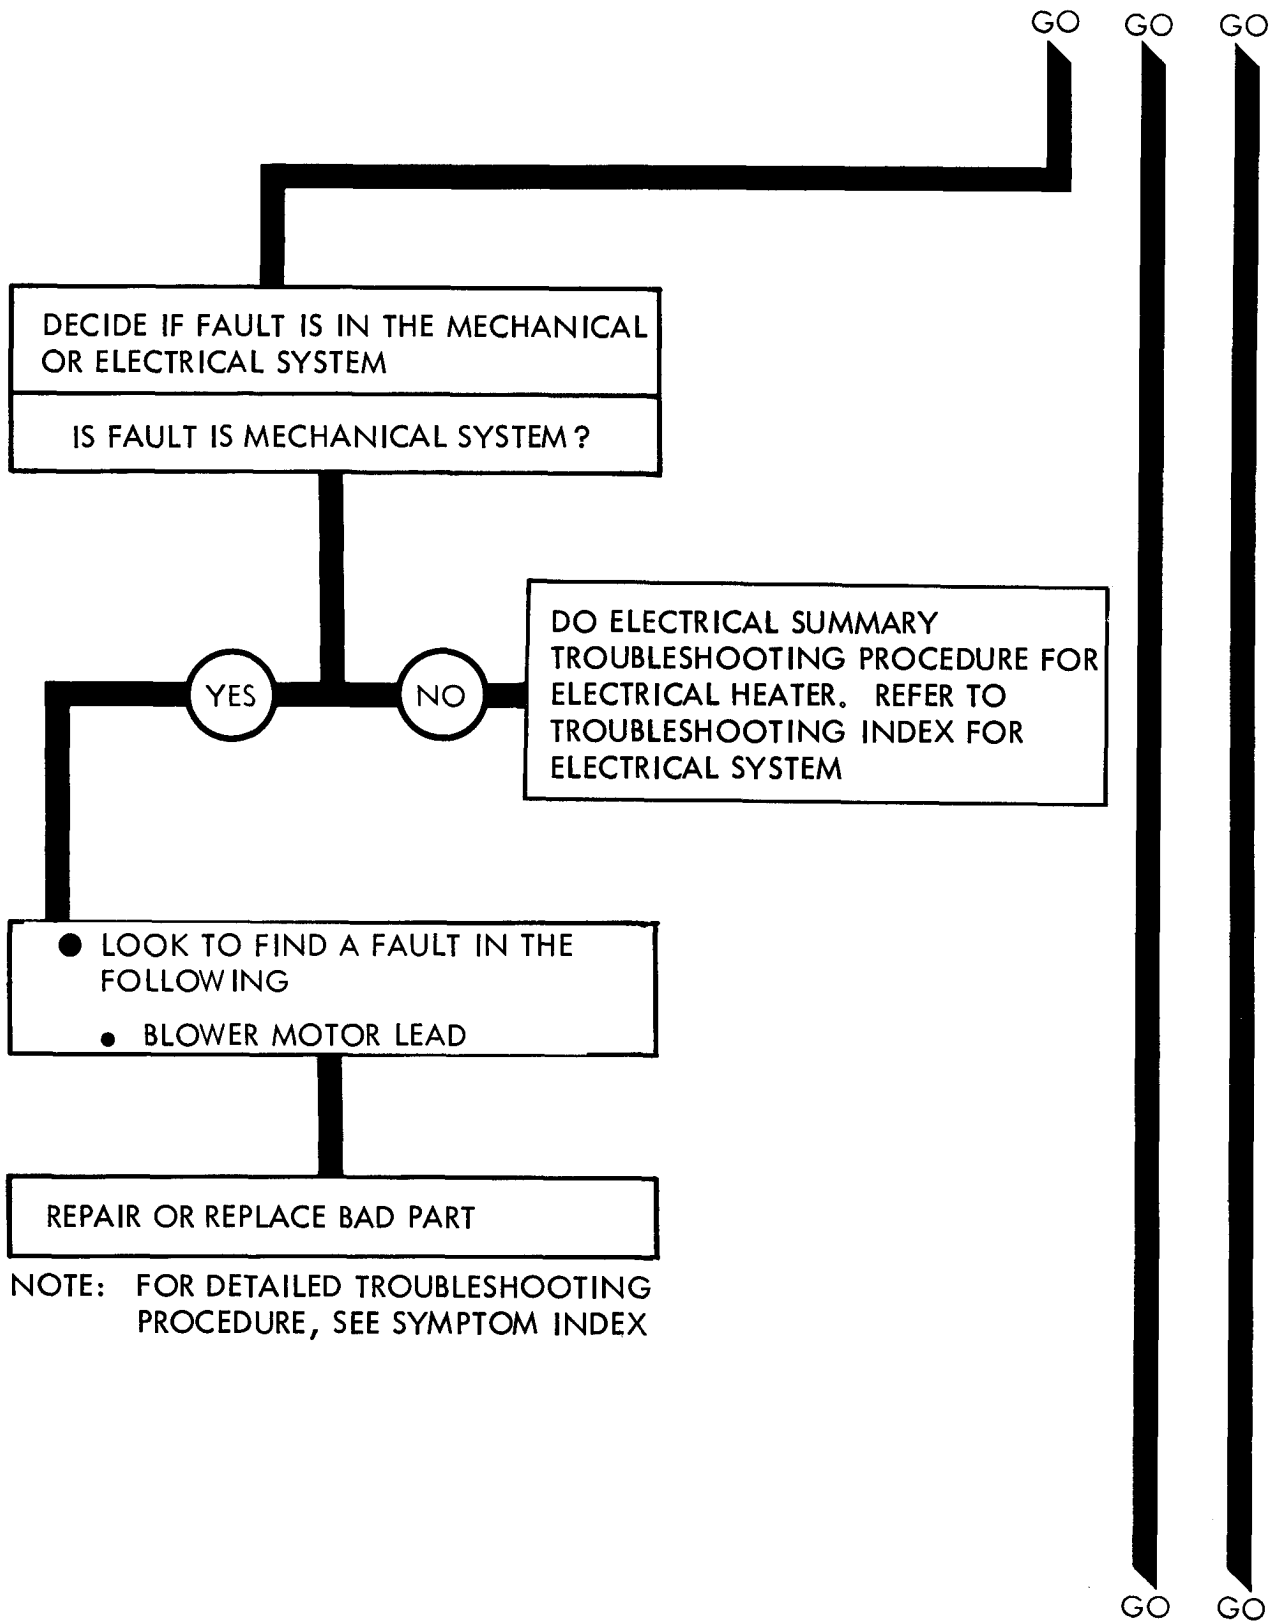 GO GO GO
DECIDE IF FAULT IS IN THE MECHANICAL
OR ELECTRICAL SYSTEM
IS FAULT IS MECHANICAL SYSTEM?
YES
NO
DO ELECTRICAL SUMMARY
TROUBLESHOOTING PROCEDURE FOR
ELECTRICAL HEATER. REFER TO
TROUBLESHOOTING INDEX FOR
ELECTRICAL SYSTEM
● LOOK TO FIND A FAULT IN THE
FOLLOWING
● BLOWER MOTOR LEAD
REPAIR OR REPLACE BAD PART
NOTE: FOR DETAILED TROUBLESHOOTING
PROCEDURE, SEE SYMPTOM INDEX
GO GO